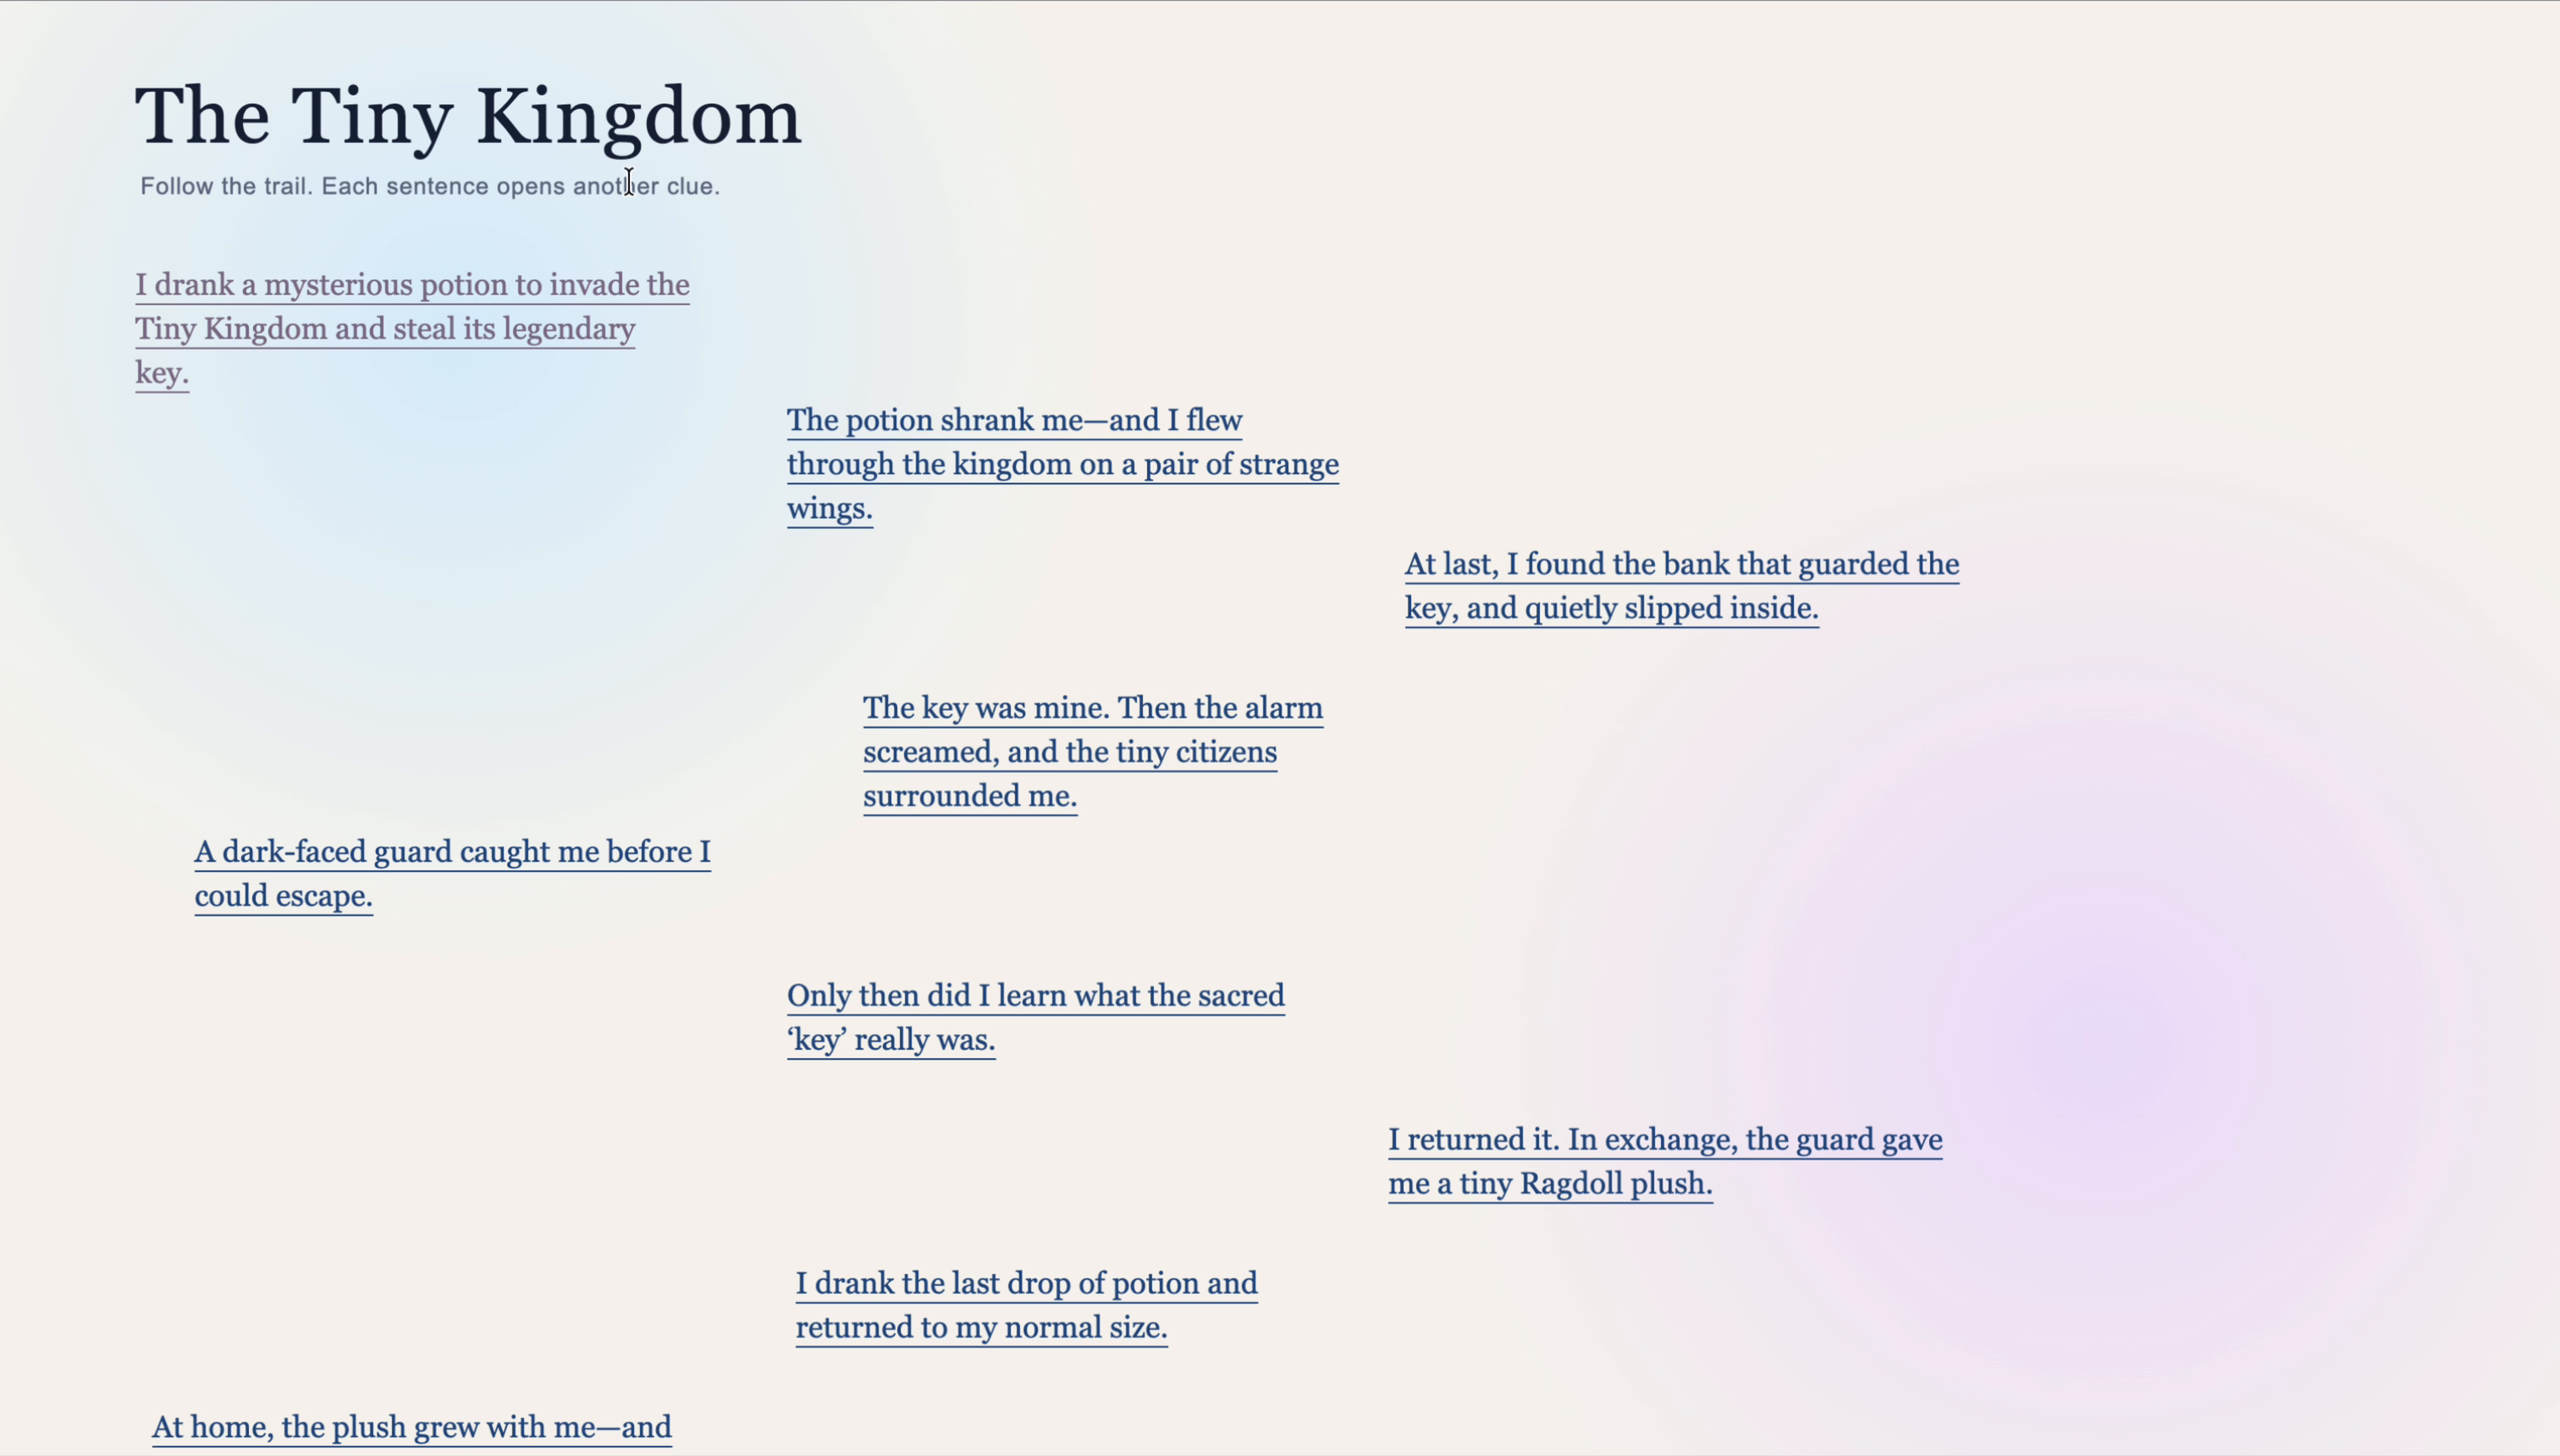 The Tiny Kingdom
Follow the trail. Each sentence opens another clue.
I drank a mysterious potion to invade the
Tiny Kingdom and steal its legendary
key.
The potion shrank me—and I flew
through the kingdom on a pair of strange
wings.
At last, I found the bank that guarded the
key, and quietly slipped inside.
The key was mine. Then the alarm
screamed, and the tiny citizens
surrounded me.
A dark-faced guard caught me before I
could escape.
Only then did I learn what the sacred
‘key’ really was.
I returned it. In exchange, the guard gave
me a tiny Ragdoll plush.
I drank the last drop of potion and
returned to my normal size.
At home, the plush grew with me—and